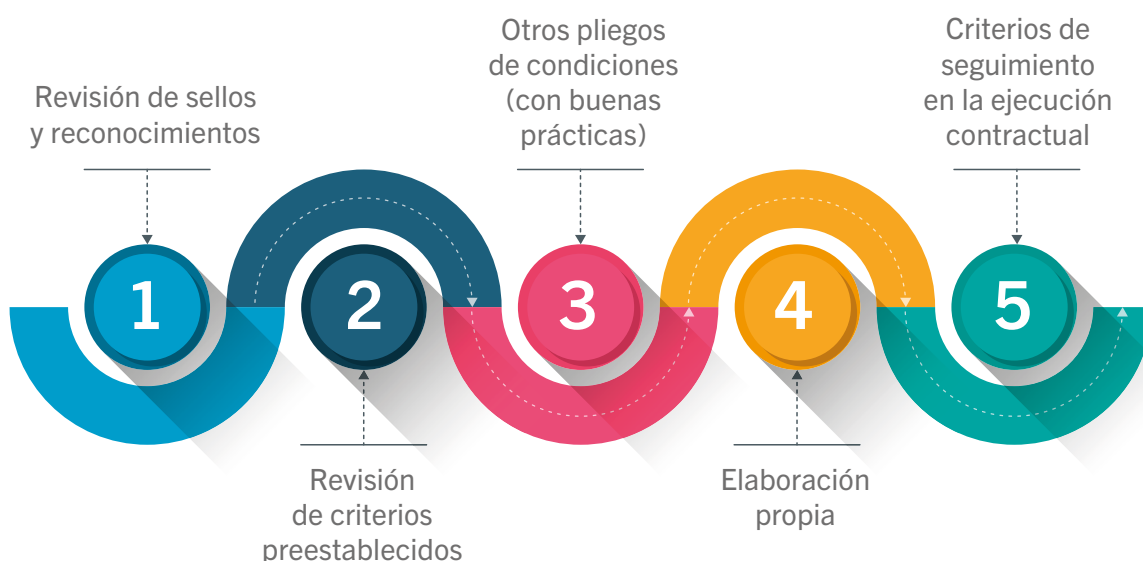 Revisión de sellos
y reconocimientos
1
2
Revisión
de criterios
preestablecidos
Otros pliegos
de condiciones
(con buenas
prácticas)
3
4
Elaboración
propia
Criterios de
seguimiento
en la ejecución
contractual
5